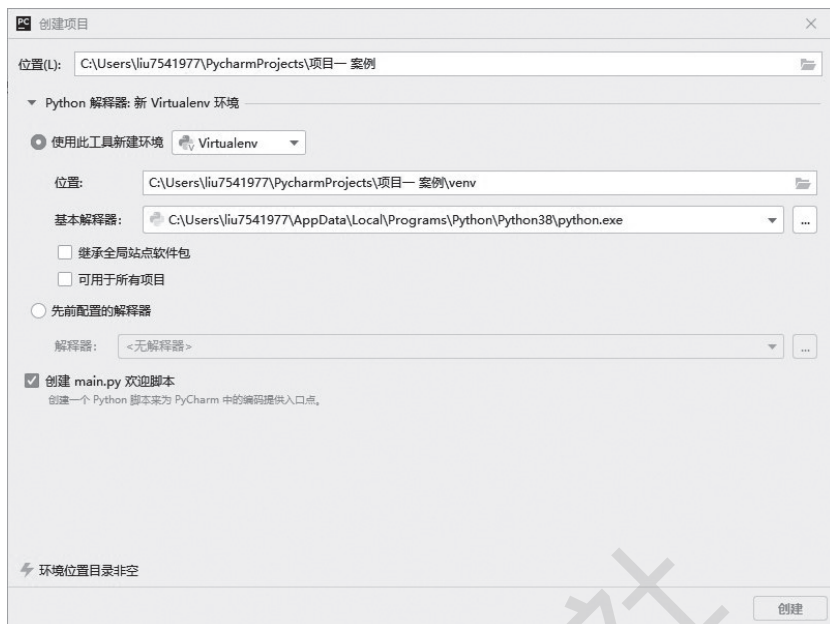 PC 创建项目
位置(L): C:\Users\liu7541977\PycharmProjects\项目一 案例
Python 解释器: 新 Virtualenv 环境
使用此工具新建环境 Virtualenv
位置: C:\Users\liu7541977\PycharmProjects\项目一 案例\venv
基本解释器: C:\Users\liu7541977\AppData\Local\Programs\Python\Python38\python.exe ...
继承全局站点软件包
可用于所有项目
先前配置的解释器
解释器: <无解释器> ...
创建 main.py 欢迎脚本
创建一个 Python 脚本来为 PyCharm 中的编码提供入口点。
环境位置目录非空
社
创建